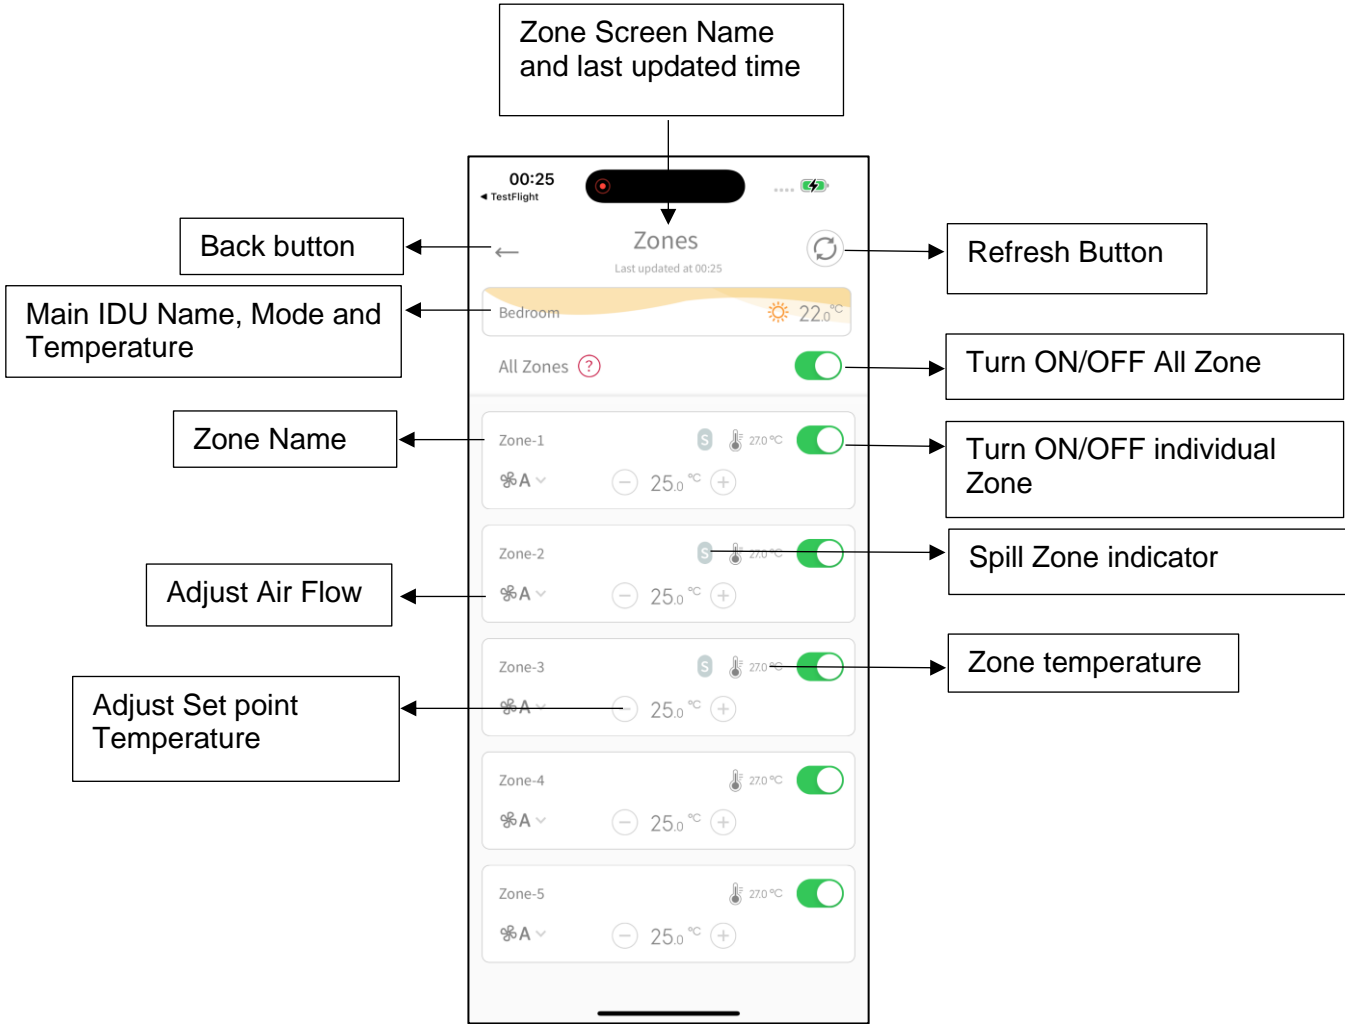 Zone Screen Name
and last updated time
00:25
◀ TestFlight
Back button
Zones
Last updated at 00:25
Refresh Button
Main IDU Name, Mode and
Temperature
Bedroom
22.0°C
All Zones ?
Turn ON/OFF All Zone
Zone Name
Zone-1
S
27.0 °C
Turn ON/OFF individual
Zone
A
25.0 °C
Zone-2
S
27.0 °C
Spill Zone indicator
Adjust Air Flow
A
25.0 °C
Zone-3
S
27.0 °C
Zone temperature
Adjust Set point
Temperature
A
25.0 °C
Zone-4
27.0 °C
A
25.0 °C
Zone-5
27.0 °C
A
25.0 °C